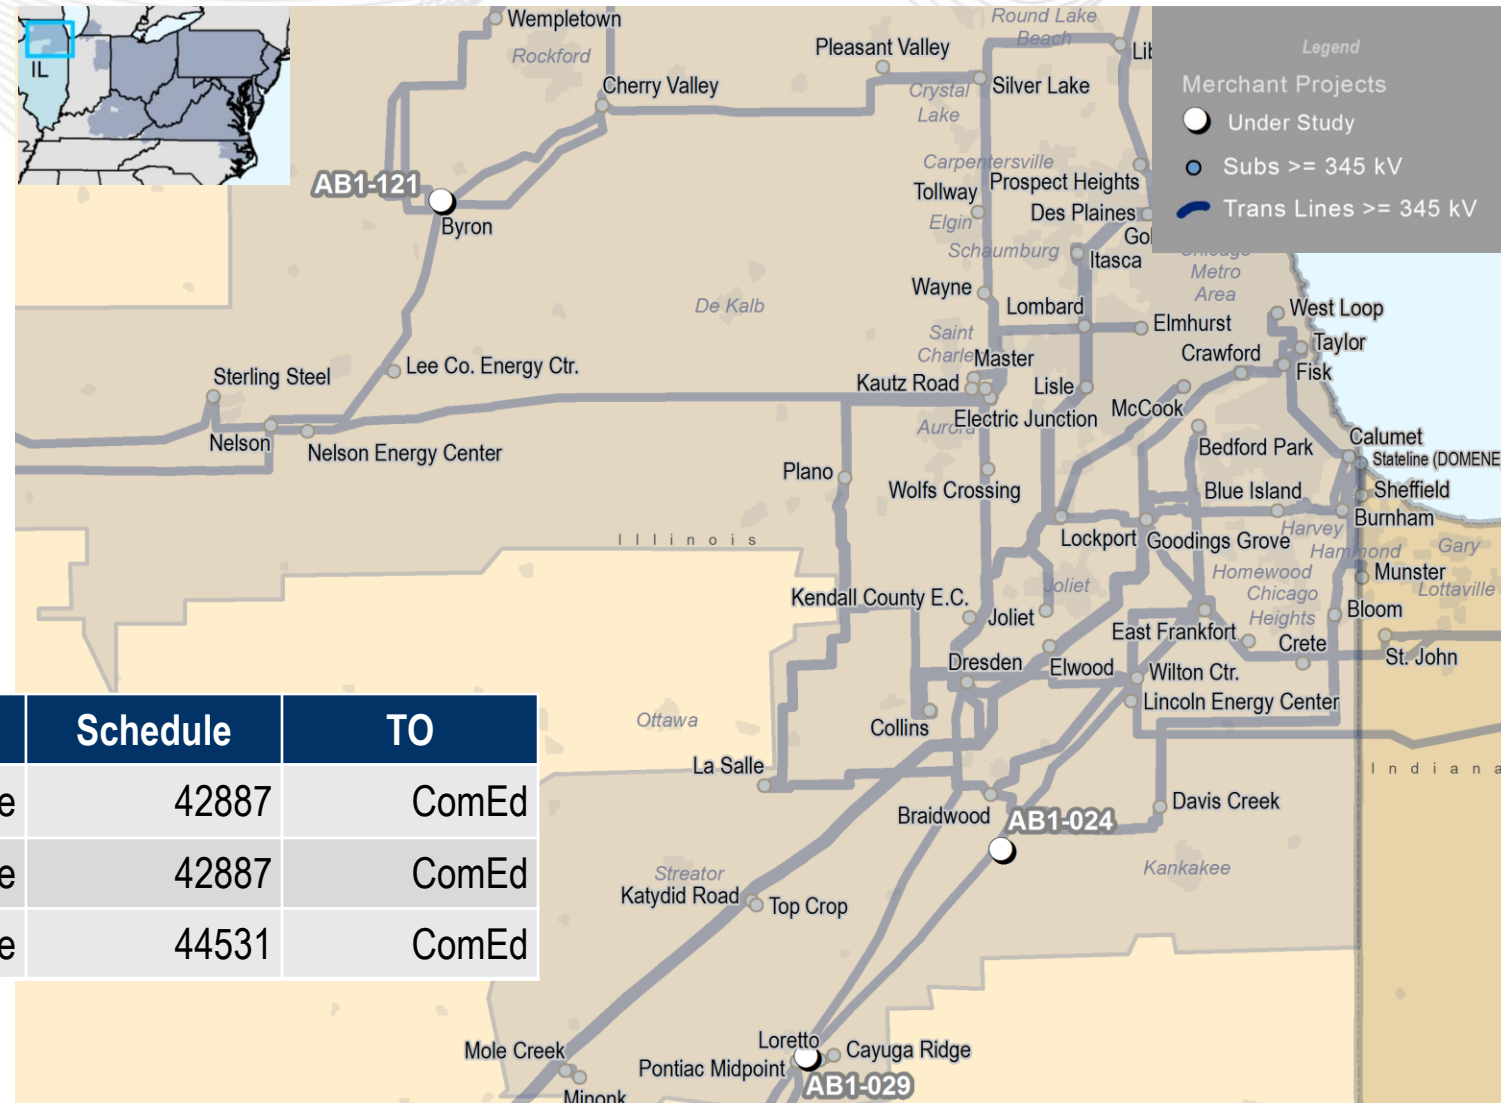 IL
Wempletown
Rockford
Cherry Valley
Pleasant Valley
Round Lake
Beach
Crystal
Lake
Silver Lake
Legend
Merchant Projects
Under Study
Subs >= 345 kV
Trans Lines >= 345 kV
AB1-121
Byron
Carpentersville
Tollway
Prospect Heights
Des Plaines
Elgin
Schaumburg
Itasca
Metro
Area
De Kalb
Wayne
Lombard
Elmhurst
West Loop
Taylor
Saint
Master
Crawford
Fisk
Sterling Steel
Lee Co. Energy Ctr.
Kautz Road
Lisle
McCook
Electric Junction
Nelson
Nelson Energy Center
Bedford Park
Calumet
Stateline (DOMENE
Plano
Wolfs Crossing
Blue Island
Sheffield
Burnham
Illinois
Lockport
Goodings Grove
Harvey
Hammond
Gary
Homewood
Chicago
Heights
Munster
Lottaville
Joliet
Kendall County E.C.
Joliet
East Frankfort
Bloom
Crete
St. John
Dresden
Elwood
Wilton Ctr.
Lincoln Energy Center
Ottawa
Collins
La Salle
Indiana
Braidwood
AB1-024
Davis Creek
Kankakee
Streator
Katydid Road
Top Crop
Schedule TO
e 42887 ComEd
e 42887 ComEd
e 44531 ComEd
Mole Creek
Minonk
Loretto
Pontiac Midpoint
Cayuga Ridge
AB1-029